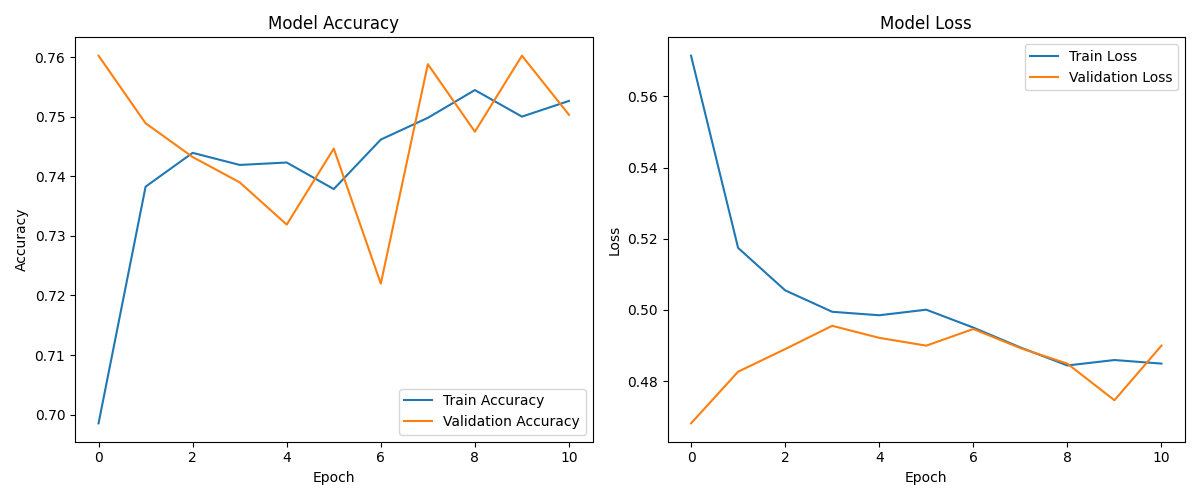 Model Accuracy
Accuracy
0.76
0.75
0.74
0.73
0.72
0.71
0.70
0 2 4 6 8 10
Epoch
Train Accuracy
Validation Accuracy
Model Loss
Loss
0.56
0.54
0.52
0.50
0.48
0 2 4 6 8 10
Epoch
Train Loss
Validation Loss